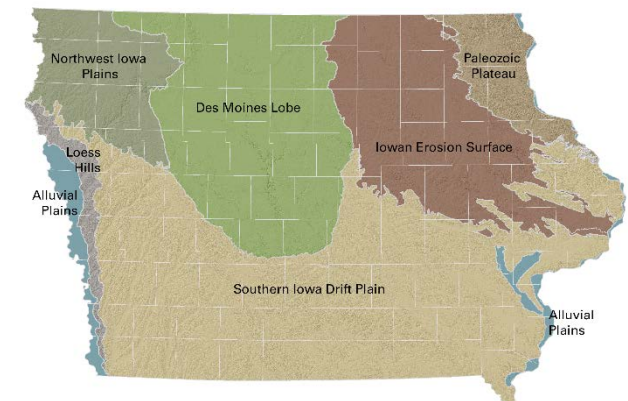 Northwest Iowa
Plains
Des Moines Lobe
Paleozoic
Plateau
Iowan Erosion Surface
Loess
Hills
Alluvial
Plains
Southern Iowa Drift Plain
Alluvial
Plains